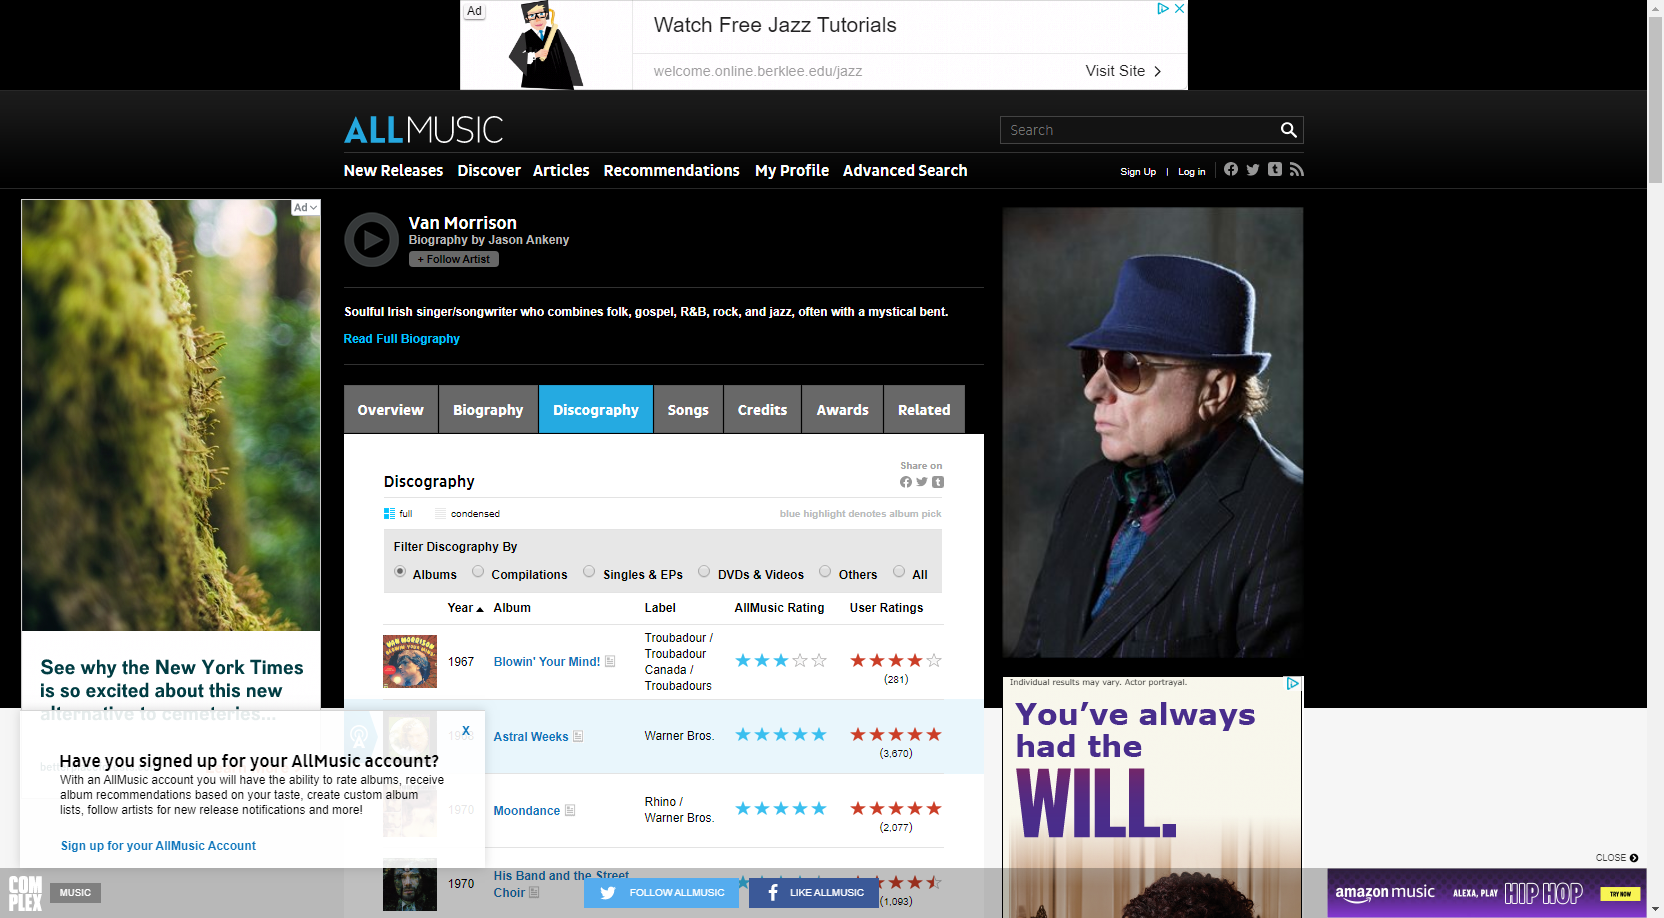 Ad
Watch Free Jazz Tutorials
welcome.online.berklee.edu/jazz
Visit Site
ALLMUSIC
Search
New Releases Discover Articles Recommendations My Profile Advanced Search
Sign Up | Log in
Ad
Van Morrison
Biography by Jason Ankeny
+ Follow Artist
Soulful Irish singer/songwriter who combines folk, gospel, R&B, rock, and jazz, often with a mystical bent.
Read Full Biography
Overview Biography Discography Songs Credits Awards Related
Share on
Discography
full condensed
blue highlight denotes album pick
Filter Discography By
Albums Compilations Singles & EPs DVDs & Videos Others All
Year Album Label AllMusic Rating User Ratings
VAN MORRISON
BLOWIN' YOUR MIND!
1967 Blowin' Your Mind!
Troubadour /
Troubadour
Canada /
Troubadours
(281)
See why the New York Times
is so excited about this new
alternative to cemeteries...
Astral Weeks Warner Bros.
(3,670)
1970 Moondance
Rhino /
Warner Bros.
(2,077)
1970 His Band and the Street
Choir
(1,093)
X
Have you signed up for your AllMusic account?
With an AllMusic account you will have the ability to rate albums, receive
album recommendations based on your taste, create custom album
lists, follow artists for new release notifications and more!
Sign up for your AllMusic Account
Individual results may vary. Actor portrayal.
You've always
had the
WILL.
CLOSE
COM
PLEX
MUSIC
FOLLOW ALLMUSIC
LIKE ALLMUSIC
amazon music
ALEXA, PLAY
HIP HOP
TRY NOW